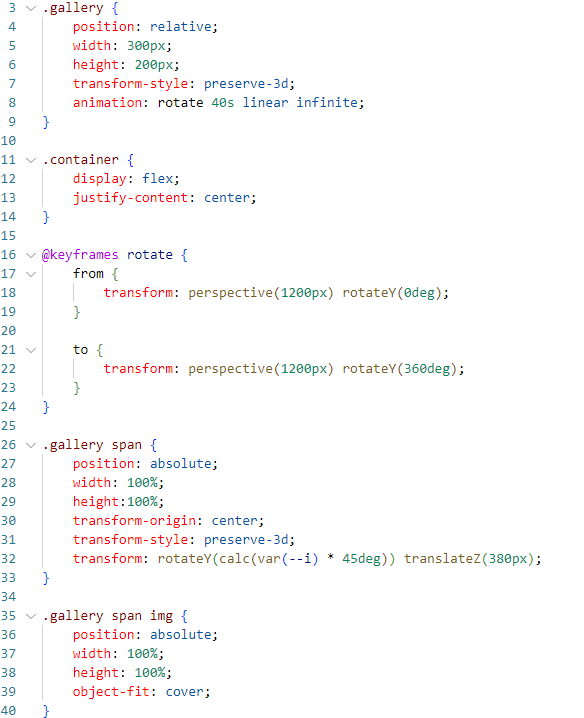 3 .gallery {
4     position: relative;
5     width: 300px;
6     height: 200px;
7     transform-style: preserve-3d;
8     animation: rotate 40s linear infinite;
9 }
10
11 .container {
12     display: flex;
13     justify-content: center;
14 }
15
16 @keyframes rotate {
17     from {
18         transform: perspective(1200px) rotateY(0deg);
19     }
20
21     to {
22         transform: perspective(1200px) rotateY(360deg);
23     }
24 }
25
26 .gallery span {
27     position: absolute;
28     width: 100%;
29     height:100%;
30     transform-origin: center;
31     transform-style: preserve-3d;
32     transform: rotateY(calc(var(--i) * 45deg)) translateZ(380px);
33 }
34
35 .gallery span img {
36     position: absolute;
37     width: 100%;
38     height: 100%;
39     object-fit: cover;
40 }